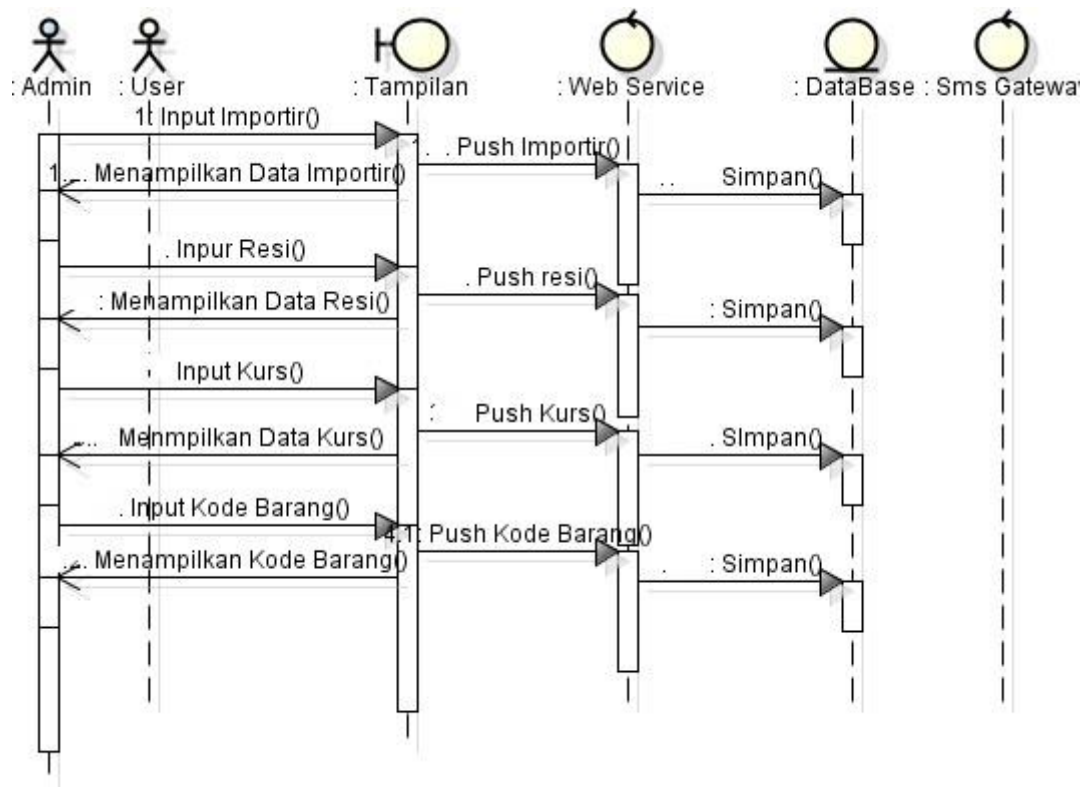 : Admin
: User
: Tampilan
: Web Service
: DataBase
: Sms Gateway
1: Input Importir()
Push Importir()
1.... Menampilkan Data Importir()
Simpan()
. Inpur Resi()
. Push resi()
: Menampilkan Data Resi()
: Simpan()
Input Kurs()
Push Kurs()
Menmpilkan Data Kurs()
. SImpan()
. Input Kode Barang()
4.1: Push Kode Barang()
Menampilkan Kode Barang()
: Simpan()